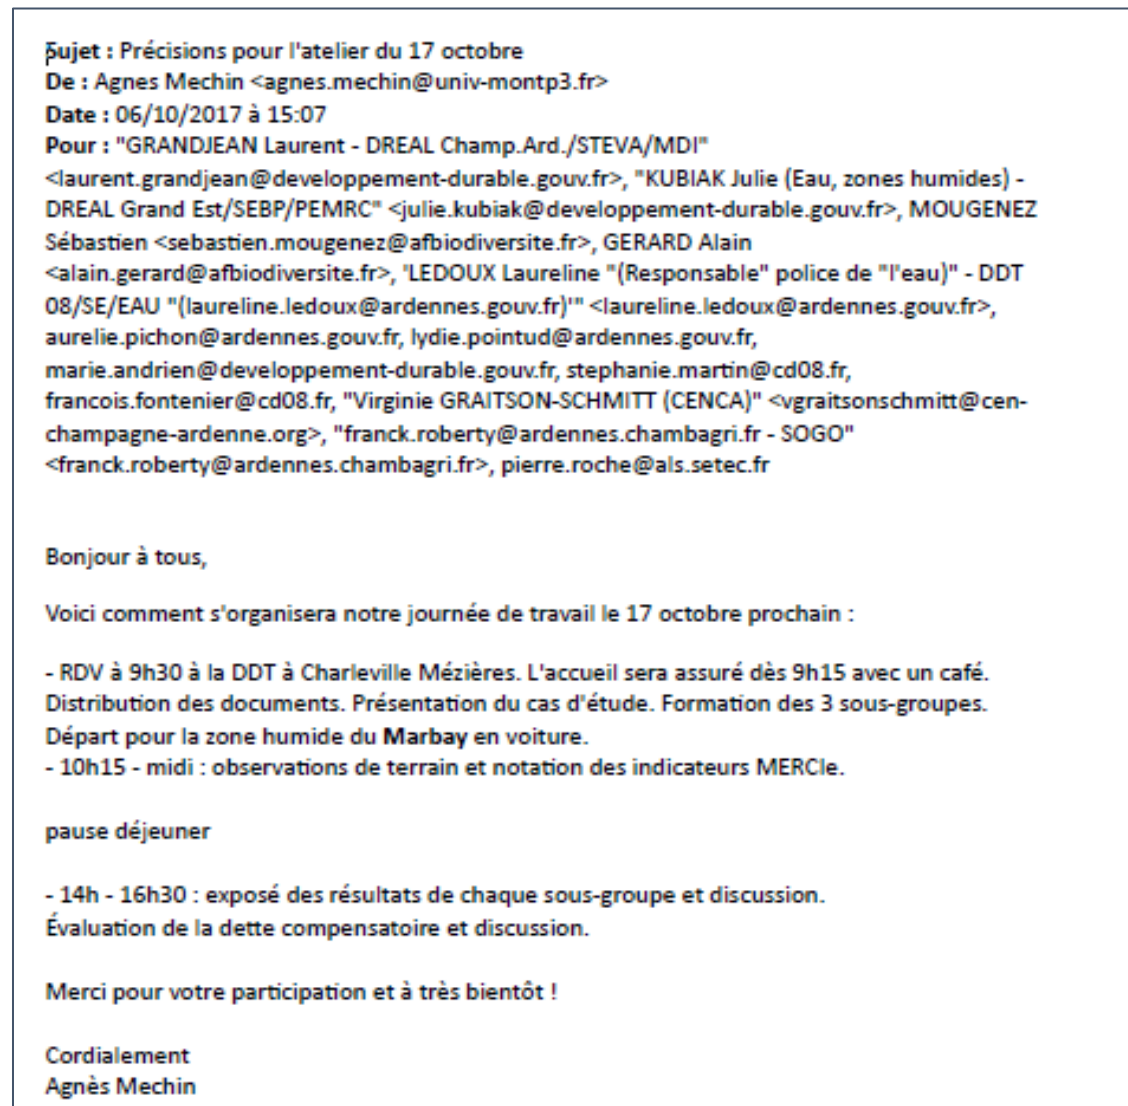 Sujet : Précisions pour l'atelier du 17 octobre
De : Agnes Mechin <agnes.mechin@univ-montp3.fr>
Date : 06/10/2017 à 15:07
Pour : "GRANDJEAN Laurent - DREAL Champ.Ard./STEVA/MDI"
<laurent.grandjean@developpement-durable.gouv.fr>, "KUBIAK Julie (Eau, zones humides) -
DREAL Grand Est/SEBP/PEMRC" <julie.kubiak@developpement-durable.gouv.fr>, MOUGENEZ
Sébastien <sebastien.mougenez@afbiodiversite.fr>, GERARD Alain
<alain.gerard@afbiodiversite.fr>, 'LEDOUX Laureline "(Responsable" police de "l'eau)" - DDT
08/SE/EAU "(laureline.ledoux@ardennes.gouv.fr)'" <laureline.ledoux@ardennes.gouv.fr>,
aurelie.pichon@ardennes.gouv.fr, lydie.pointud@ardennes.gouv.fr,
marie.andrien@developpement-durable.gouv.fr, stephanie.martin@cd08.fr,
francois.fontenier@cd08.fr, "Virginie GRAITSON-SCHMITT (CENCA)" <vgraitsonschmitt@cen-
champagne-ardenne.org>, "franck.roberty@ardennes.chambagri.fr - SOGO"
<franck.roberty@ardennes.chambagri.fr>, pierre.roche@als.setec.fr
Bonjour à tous,
Voici comment s'organisera notre journée de travail le 17 octobre prochain :
- RDV à 9h30 à la DDT à Charleville Mézières. L'accueil sera assuré dès 9h15 avec un café.
Distribution des documents. Présentation du cas d'étude. Formation des 3 sous-groupes.
Départ pour la zone humide du Marbay en voiture.
- 10h15 - midi : observations de terrain et notation des indicateurs MERCIe.
pause déjeuner
- 14h - 16h30 : exposé des résultats de chaque sous-groupe et discussion.
Évaluation de la dette compensatoire et discussion.
Merci pour votre participation et à très bientôt !
Cordialement
Agnès Mechin